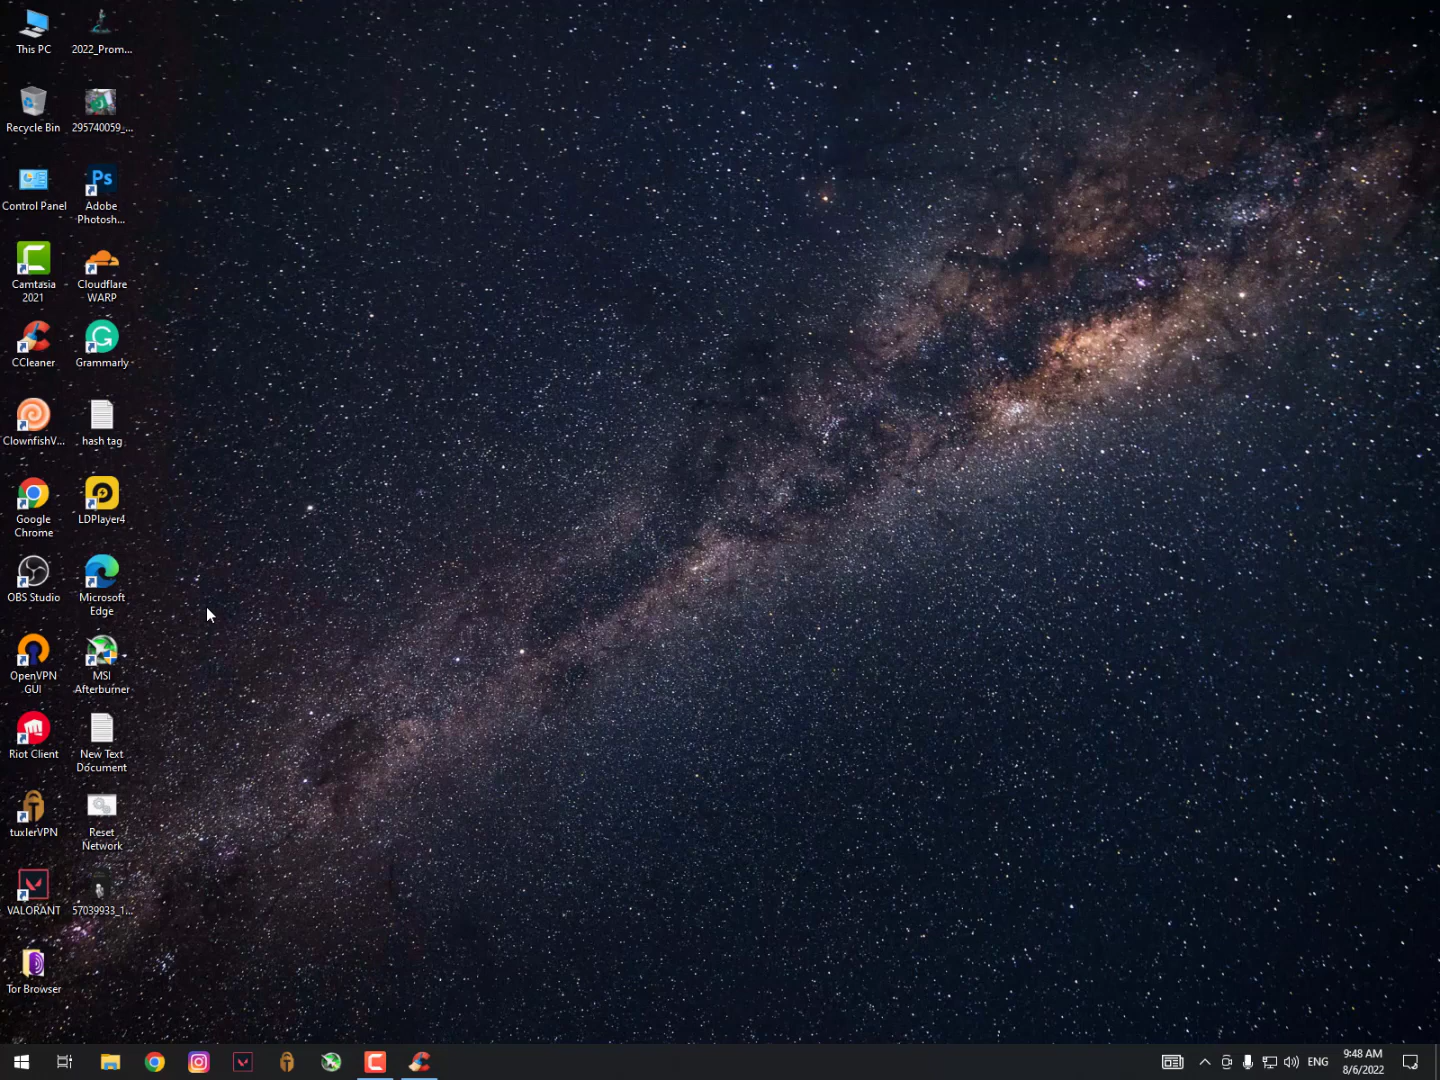 This PC
2022_Prom...
Recycle Bin
295740059_...
Control Panel
Ps
Adobe
Photosh...
Camtasia
2021
Cloudflare
WARP
CCleaner
Grammarly
ClownfishV...
hash tag
Google
Chrome
LDPlayer4
OBS Studio
Microsoft
Edge
OpenVPN
GUI
MSI
Afterburner
Riot Client
New Text
Document
tuxlerVPN
Reset
Network
VALORANT
57039933_1...
Tor Browser
ENG
9:48 AM
8/6/2022